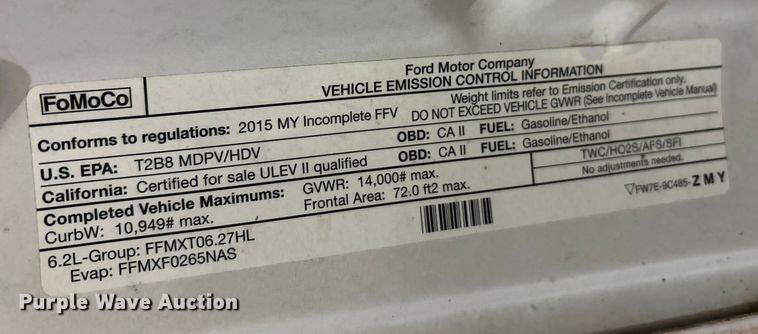 FoMoCo
Ford Motor Company
VEHICLE EMISSION CONTROL INFORMATION
Conforms to regulations: 2015 MY Incomplete FFV
Weight limits refer to Emission Certification only.
DO NOT EXCEED VEHICLE GVWR (See Incomplete Vehicle Manual)
U.S. EPA: T2B8 MDPV/HDV OBD: CA II FUEL: Gasoline/Ethanol
California: Certified for sale ULEV II qualified OBD: CA II FUEL: Gasoline/Ethanol
Completed Vehicle Maximums: GVWR: 14,000# max.
CurbW: 10,949# max. Frontal Area: 72.0 ft2 max.
TWC/HO2S/AFS/SFI
No adjustments needed.
6.2L-Group: FFMXT06.27HL
Evap: FFMXF0265NAS
FW7E-9C485-ZMY
Purple Wave Auction